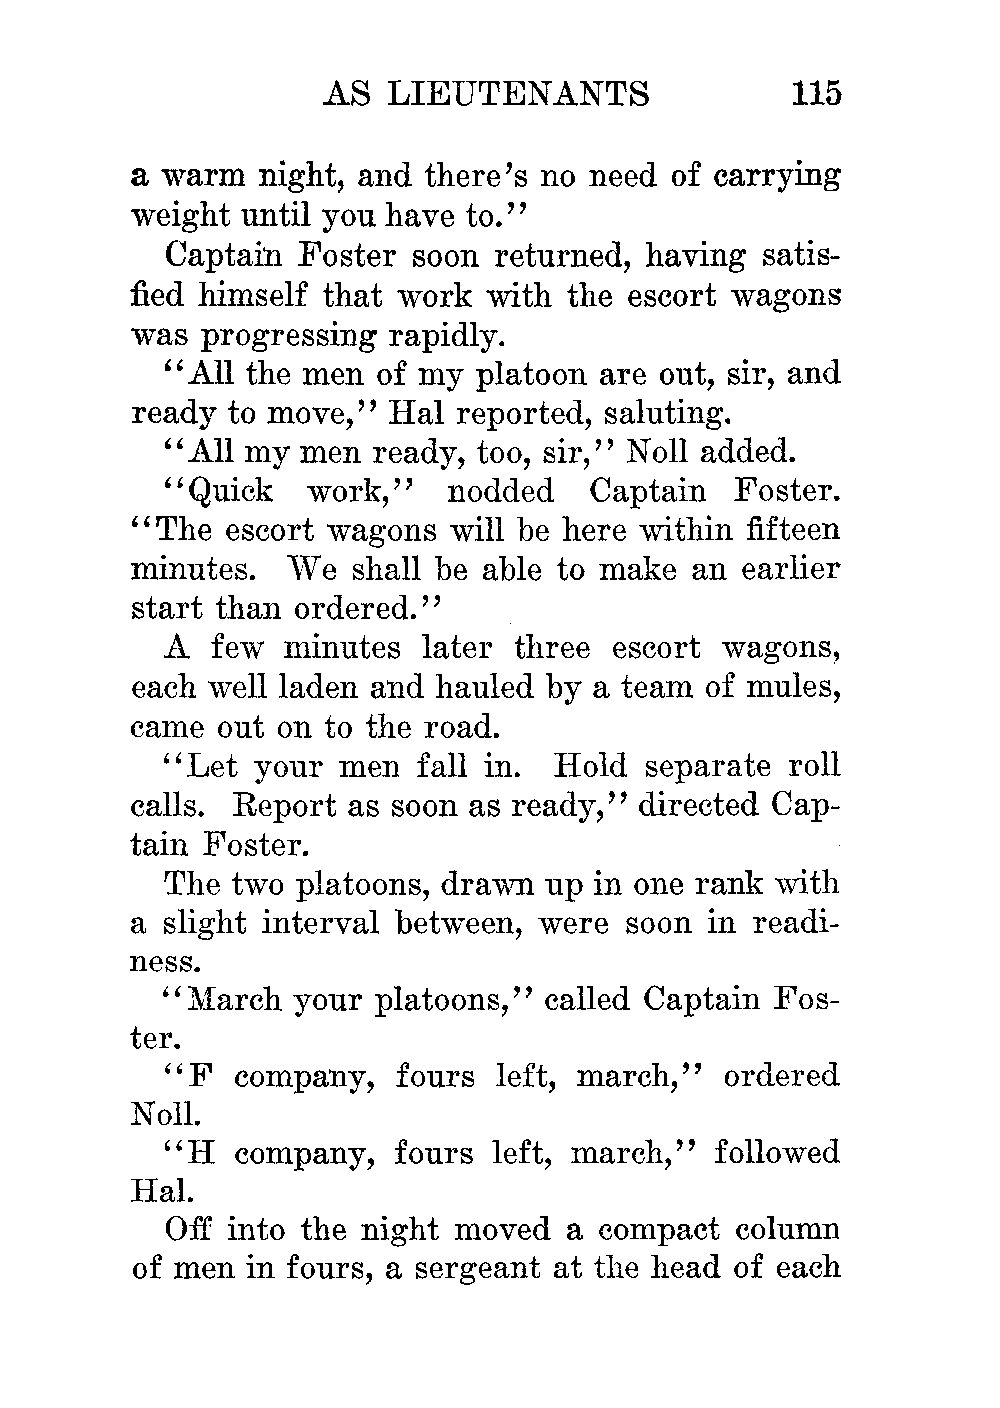 AS LIEUTENANTS 115
a warm night, and there's no need of carrying
weight until you have to."
Captain Foster soon returned, having satis-
fied himself that work with the escort wagons
was progressing rapidly.
"All the men of my platoon are out, sir, and
ready to move," Hal reported, saluting.
"All my men ready, too, sir," Noll added.
"Quick work," nodded Captain Foster.
"The escort wagons will be here within fifteen
minutes. We shall be able to make an earlier
start than ordered."
A few minutes later three escort wagons,
each well laden and hauled by a team of mules,
came out on to the road.
"Let your men fall in. Hold separate roll
calls. Report as soon as ready," directed Cap-
tain Foster.
The two platoons, drawn up in one rank with
a slight interval between, were soon in readi-
ness.
"March your platoons," called Captain Fos-
ter.
"F company, fours left, march," ordered
Noll.
"H company, fours left, march," followed
Hal.
Off into the night moved a compact column
of men in fours, a sergeant at the head of each